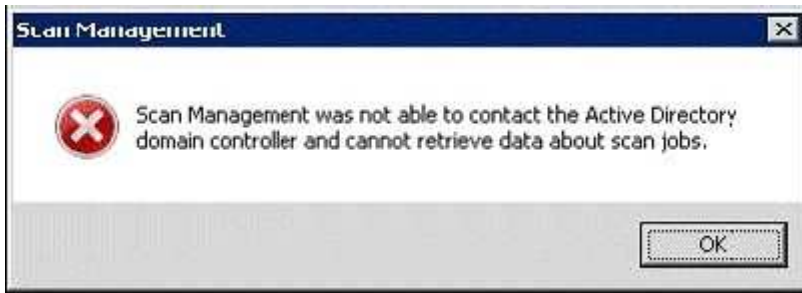 Scan Management
Scan Management was not able to contact the Active Directory
domain controller and cannot retrieve data about scan jobs.
OK